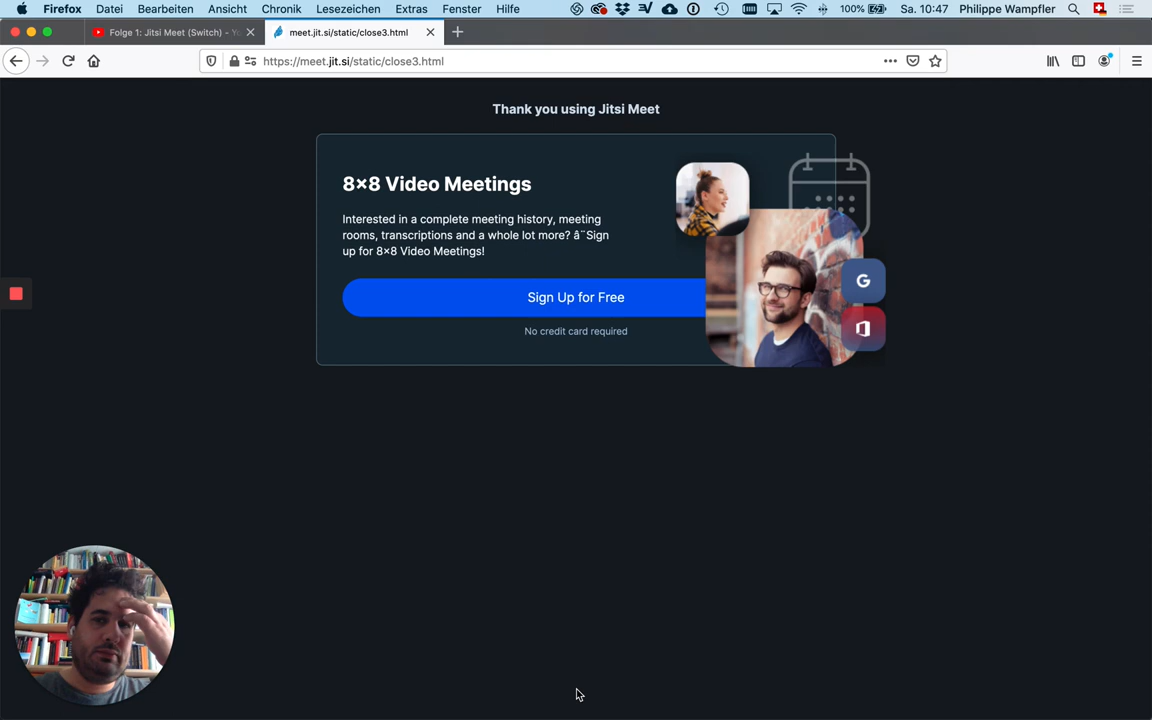 Firefox Datei Bearbeiten Ansicht Chronik Lesezeichen Extras Fenster Hilfe 100% Sa. 10:47 Philippe Wampfler
Folge 1: Jitsi Meet (Switch) - Y
meet.jit.si/static/close3.html
https://meet.jit.si/static/close3.html
Thank you using Jitsi Meet
8×8 Video Meetings
Interested in a complete meeting history, meeting
rooms, transcriptions and a whole lot more? â¨Sign
up for 8×8 Video Meetings!
Sign Up for Free
No credit card required
G